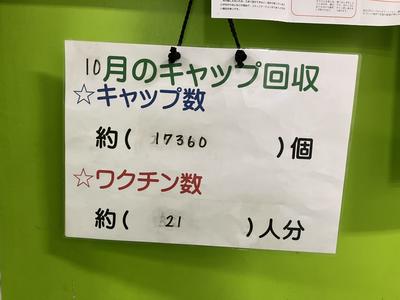 10月のキャップ回収
☆キャップ数
約( 17360 )個
☆ワクチン数
約( 21 )人分